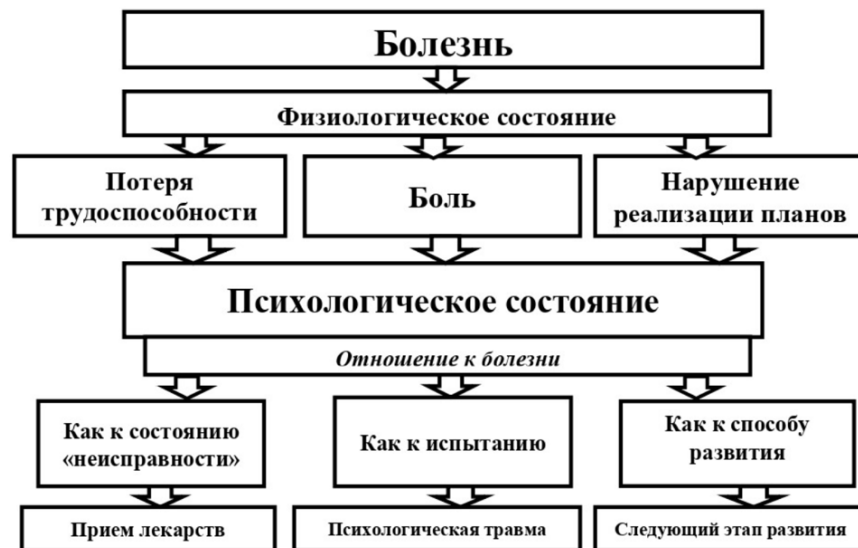 Болезнь
Физиологическое состояние
Потеря
трудоспособности
Боль
Нарушение
реализации планов
Психологическое состояние
Отношение к болезни
Как к состоянию
«неисправности»
Как к испытанию
Как к способу
развития
Прием лекарств
Психологическая травма
Следующий этап развития